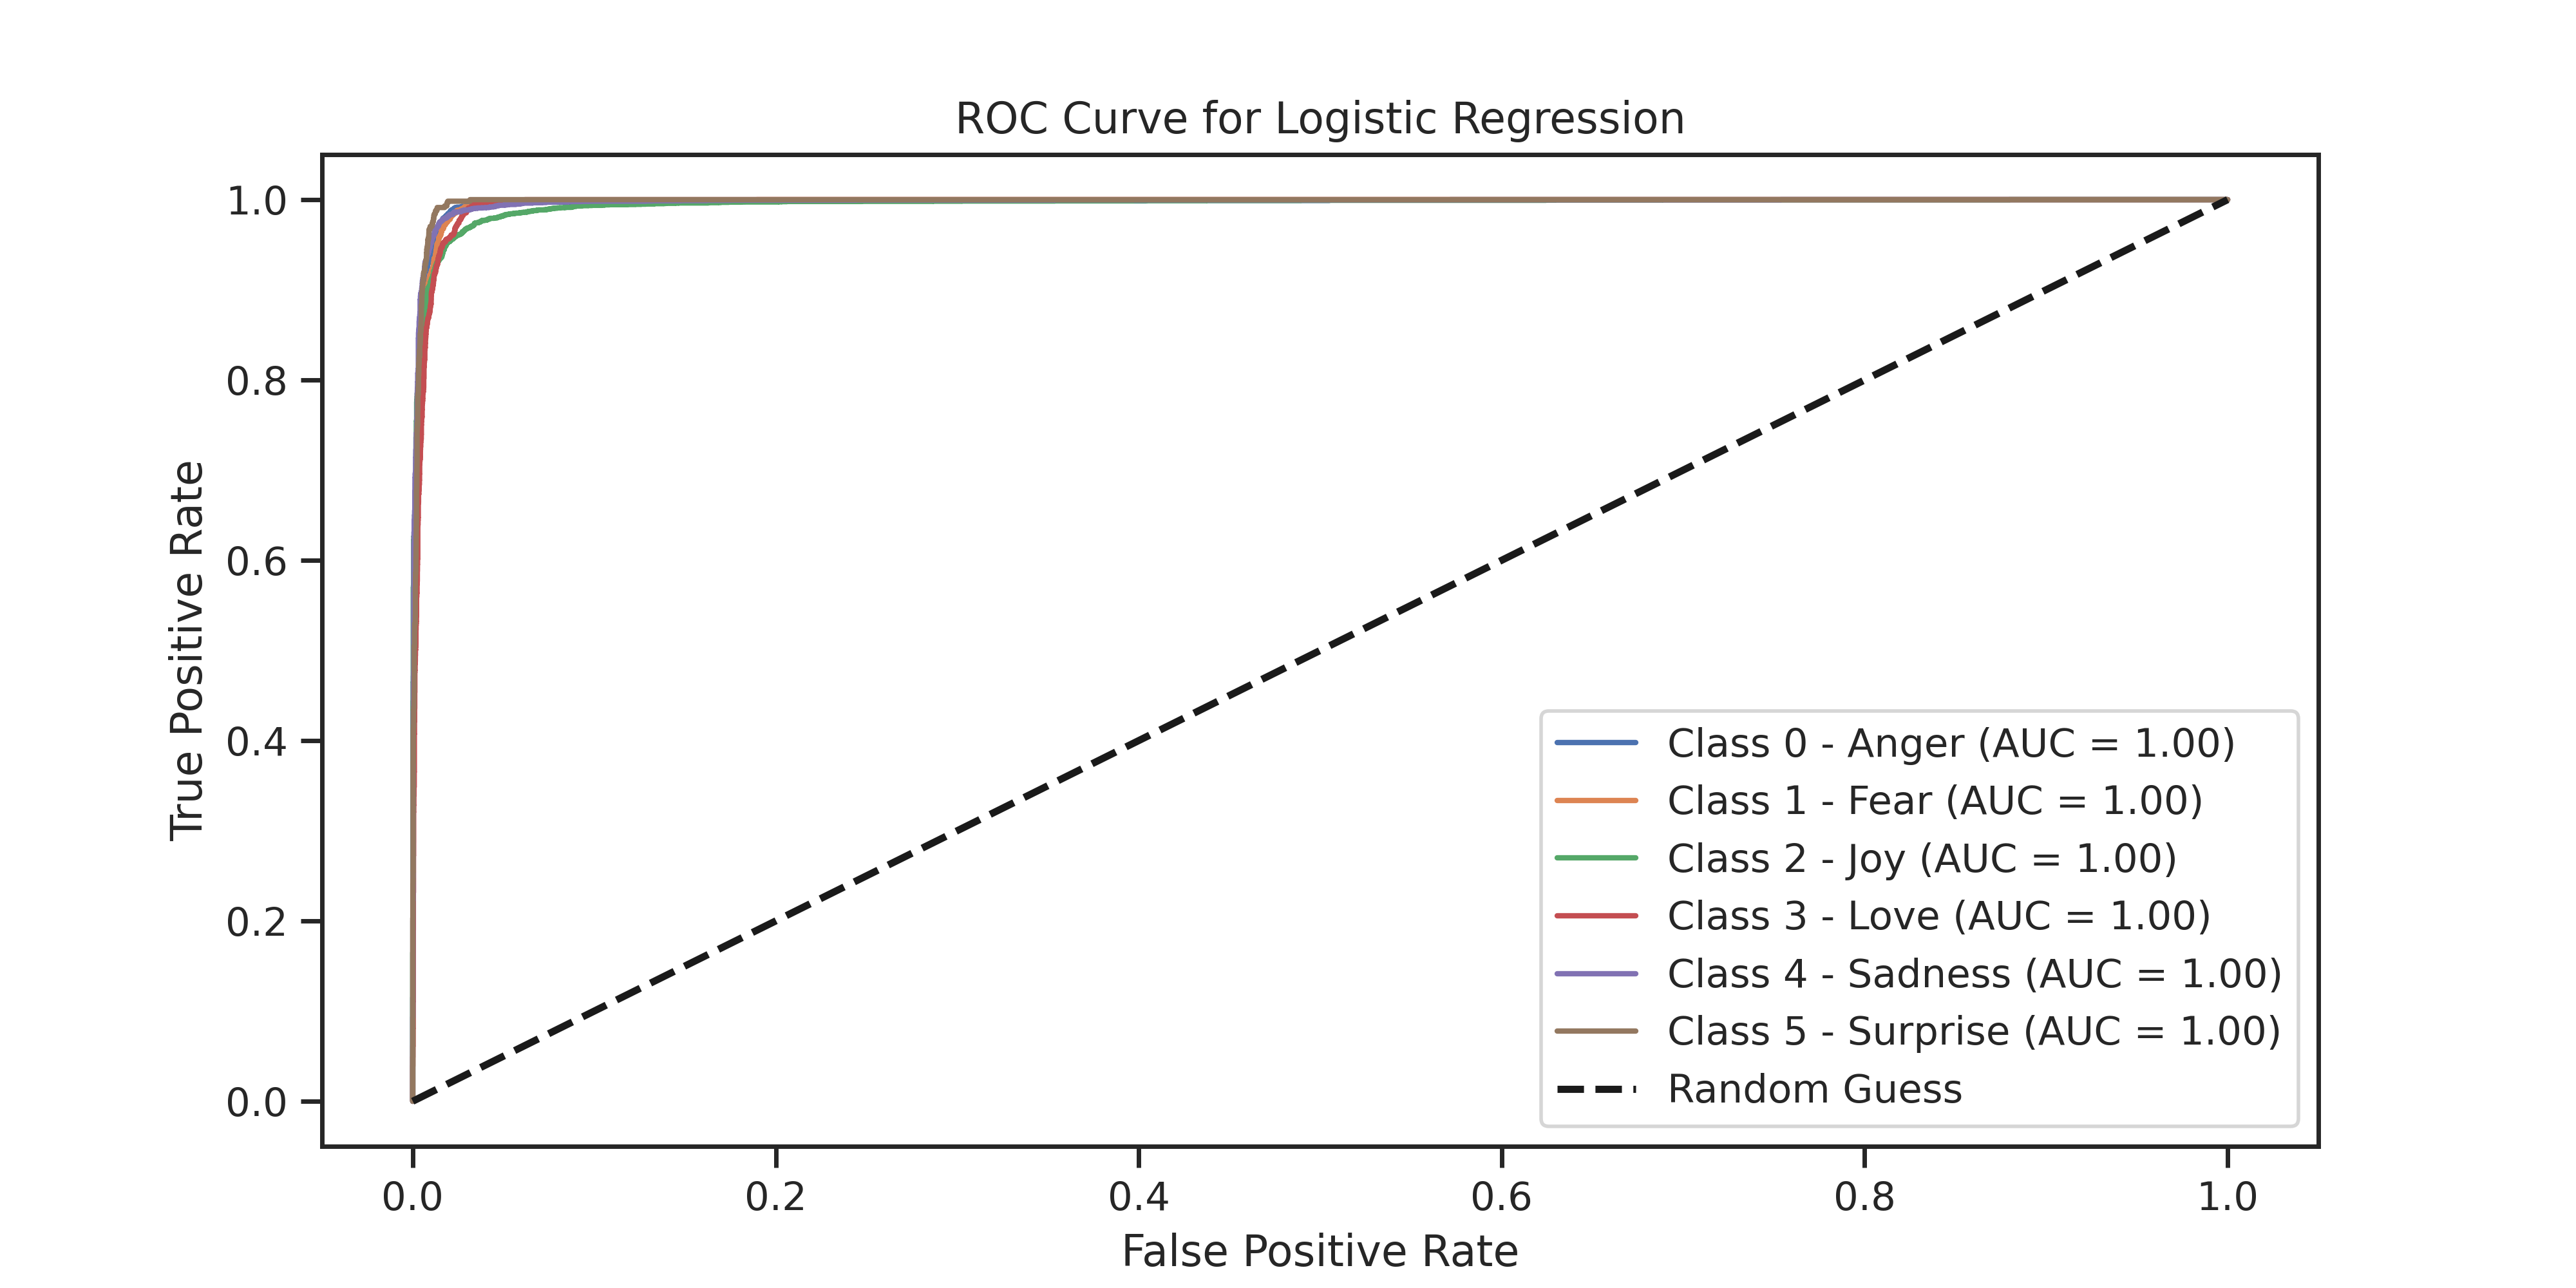 ROC Curve for Logistic Regression
True Positive Rate
1.0
0.8
0.6
0.4
0.2
0.0
Class 0 - Anger (AUC = 1.00)
Class 1 - Fear (AUC = 1.00)
Class 2 - Joy (AUC = 1.00)
Class 3 - Love (AUC = 1.00)
Class 4 - Sadness (AUC = 1.00)
Class 5 - Surprise (AUC = 1.00)
Random Guess
0.0 0.2 0.4 0.6 0.8 1.0
False Positive Rate